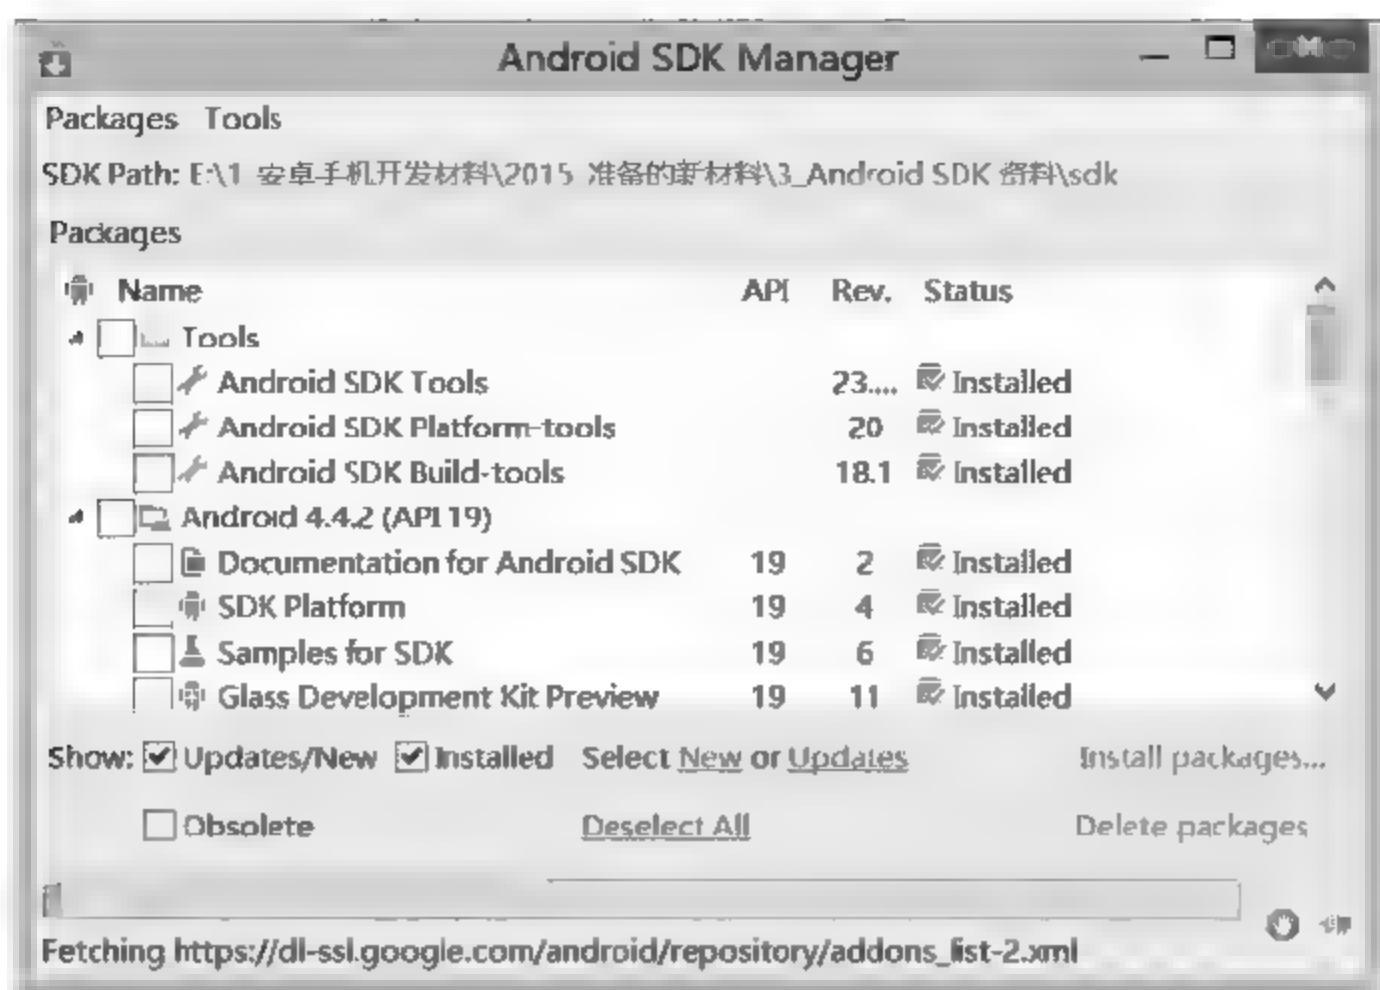 Android SDK Manager
Packages Tools
SDK Path: E:\1 安卓手机开发材料\2015 准备的新材料\3_Android SDK 资料\sdk
Packages
Name API Rev. Status
Tools
Android SDK Tools 23.... Installed
Android SDK Platform-tools 20 Installed
Android SDK Build-tools 18.1 Installed
Android 4.4.2 (API 19)
Documentation for Android SDK 19 2 Installed
SDK Platform 19 4 Installed
Samples for SDK 19 6 Installed
Glass Development Kit Preview 19 11 Installed
Show: Updates/New Installed Select New or Updates Install packages...
Obsolete Deselect All Delete packages
Fetching https://dl-ssl.google.com/android/repository/addons_list-2.xml